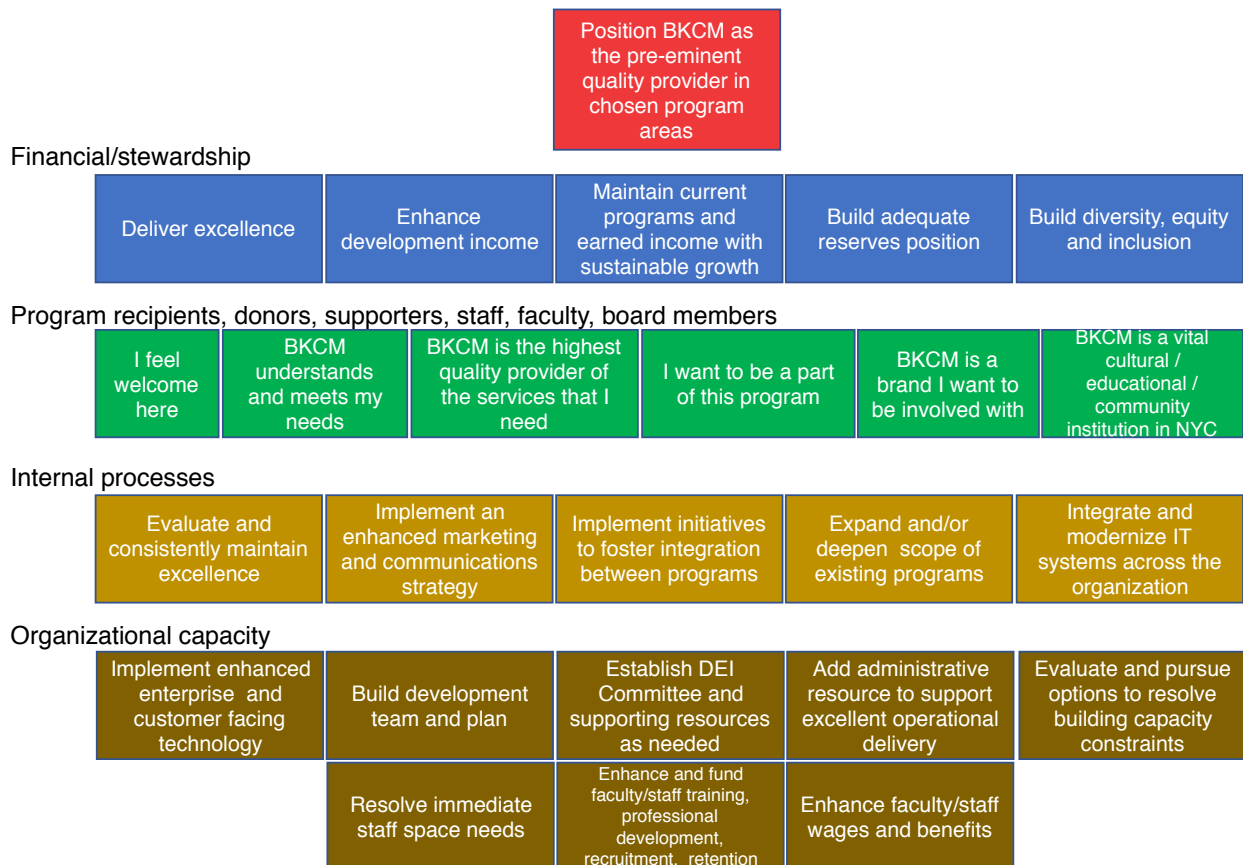 Position BKCM as
the pre-eminent
quality provider in
chosen program
areas
Financial/stewardship
Deliver excellence
Enhance
development income
Maintain current
programs and
earned income with
sustainable growth
Build adequate
reserves position
Build diversity, equity
and inclusion
Program recipients, donors, supporters, staff, faculty, board members
I feel
welcome
here
BKCM
understands
and meets my
needs
BKCM is the highest
quality provider of
the services that I
need
I want to be a part
of this program
BKCM is a
brand I want to
be involved with
BKCM is a vital
cultural /
educational /
community
institution in NYC
Internal processes
Evaluate and
consistently maintain
excellence
Implement an
enhanced marketing
and communications
strategy
Implement initiatives
to foster integration
between programs
Expand and/or
deepen scope of
existing programs
Integrate and
modernize IT
systems across the
organization
Organizational capacity
Implement enhanced
enterprise and
customer facing
technology
Build development
team and plan
Establish DEI
Committee and
supporting resources
as needed
Add administrative
resource to support
excellent operational
delivery
Evaluate and pursue
options to resolve
building capacity
constraints
Resolve immediate
staff space needs
Enhance and fund
faculty/staff training,
professional
development,
recruitment, retention
Enhance faculty/staff
wages and benefits